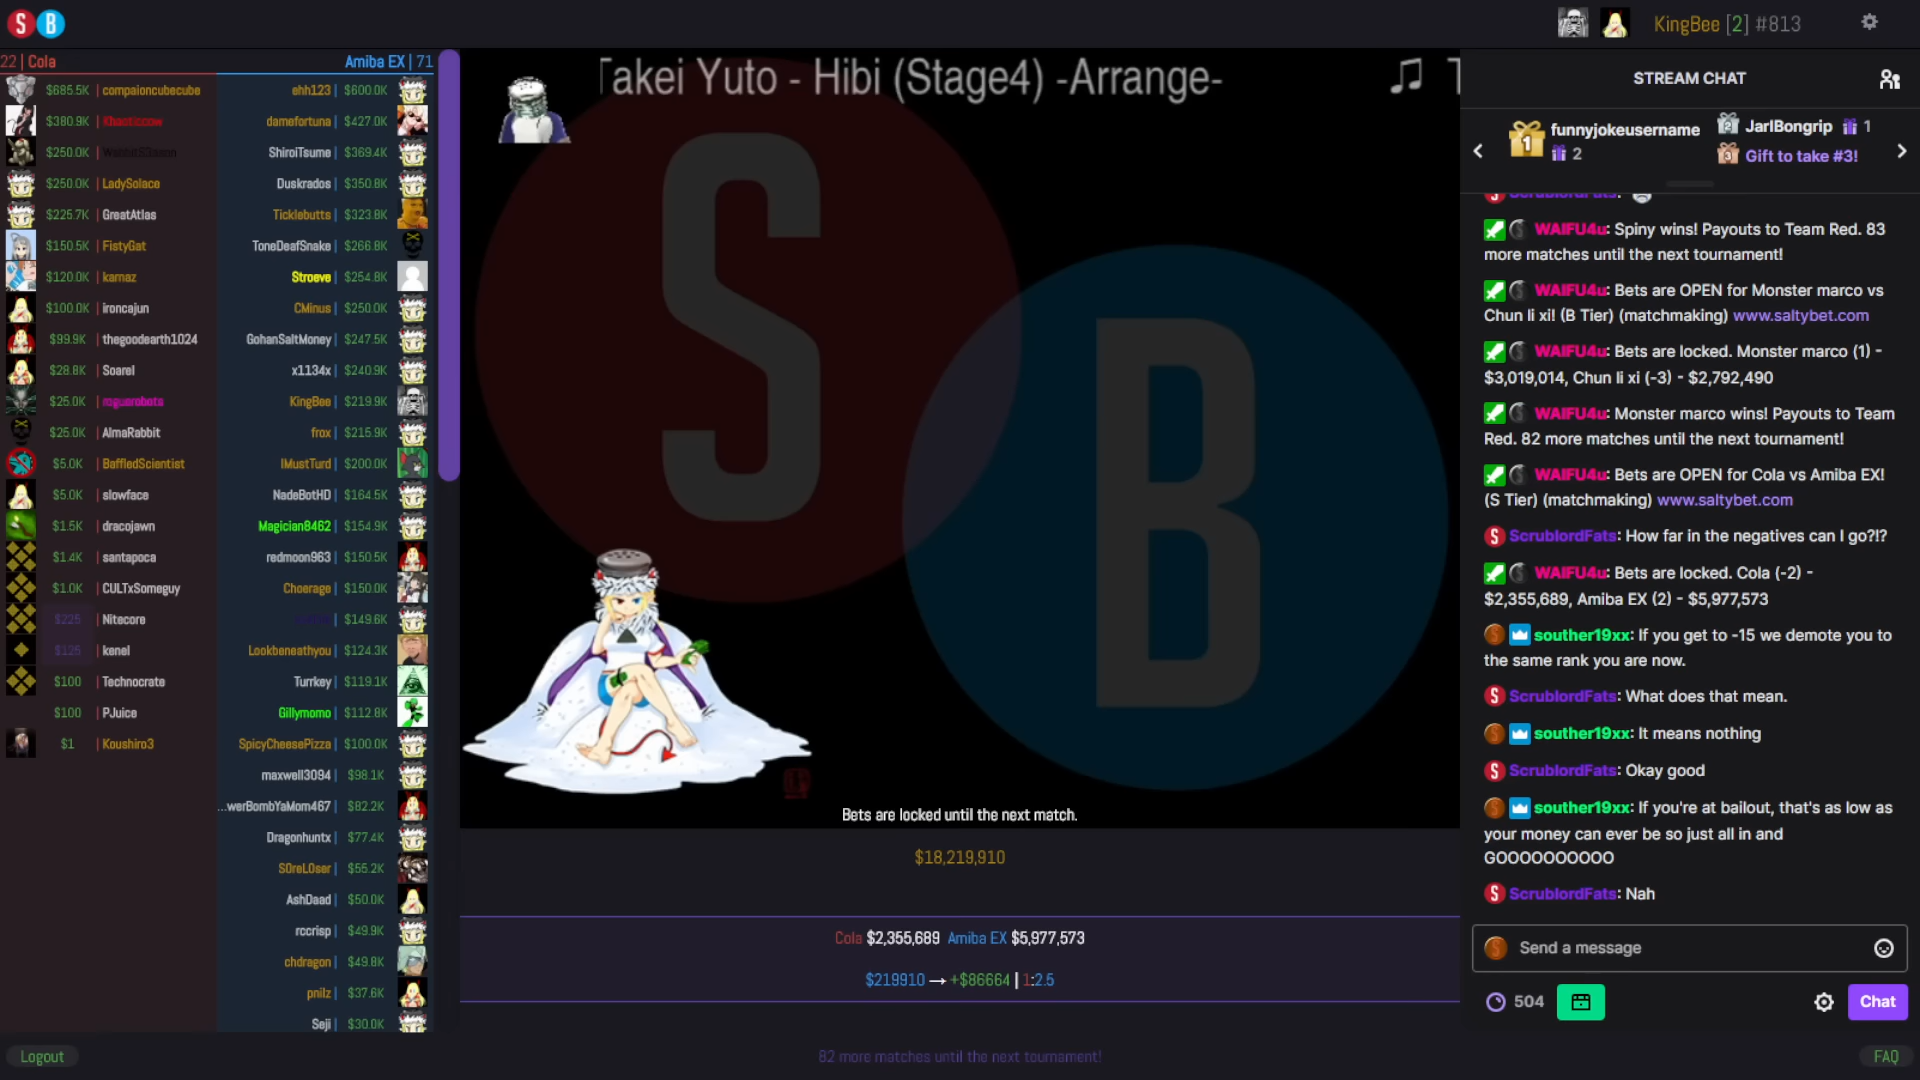 S B
KingBee [2] #813
22 | Cola
Amiba EX | 71
$685.5K | compaioncubecube
$380.9K | Khaoticcow
$250.0K |
$250.0K | LadySolace
$225.7K | GreatAtlas
$150.5K | FistyGat
$120.0K | karnaz
$100.0K | ironcajun
$99.9K | thegoodearth1024
$28.8K | Soarel
$25.0K | roguerobots
$25.0K | AlmaRabbit
$5.0K | BaffledScientist
$5.0K | slowface
$1.5K | dracojawn
$1.4K | santapoca
$1.0K | CULTxSomeguy
$225 | Nitecore
$125 | kenel
$100 | Technocrate
$100 | PJuice
$1 | Koushiro3
ehh123 | $600.0K
damefortuna | $427.0K
ShiroiTsume | $369.4K
Duskrados | $350.8K
Ticklebutts | $323.8K
ToneDeafSnake | $266.8K
Stroeve | $254.8K
CMinus | $250.0K
GohanSaltMoney | $247.5K
x1134x | $240.9K
KingBee | $219.9K
frox | $215.9K
IMustTurd | $200.0K
NadeBotHD | $164.5K
Magician8462 | $154.9K
redmoon963 | $150.5K
Choerage | $150.0K
| $149.6K
Lookbeneathyou | $124.3K
Turrkey | $119.1K
Gillymomo | $112.8K
SpicyCheesePizza | $100.0K
maxwell3094 | $98.1K
...werBombYaMom467 | $82.2K
Dragonhuntx | $77.4K
S0reL0ser | $55.2K
AshDaad | $50.0K
rccrisp | $49.9K
chdragon | $49.8K
pnilz | $37.6K
Seji | $30.0K
Takei Yuto - Hibi (Stage4) -Arrange- ♫ T
S
B
Bets are locked until the next match.
$18,219,910
Cola $2,355,689 Amiba EX $5,977,573
$219910 → +$86664 | 1:2.5
82 more matches until the next tournament!
Logout
STREAM CHAT
1 funnyjokeusername
2
2 JarlBongrip 1
3 Gift to take #3!
ScrublordFats:
WAIFU4u: Spiny wins! Payouts to Team Red. 83
more matches until the next tournament!
WAIFU4u: Bets are OPEN for Monster marco vs
Chun li xi! (B Tier) (matchmaking) www.saltybet.com
WAIFU4u: Bets are locked. Monster marco (1) -
$3,019,014, Chun li xi (-3) - $2,792,490
WAIFU4u: Monster marco wins! Payouts to Team
Red. 82 more matches until the next tournament!
WAIFU4u: Bets are OPEN for Cola vs Amiba EX!
(S Tier) (matchmaking) www.saltybet.com
ScrublordFats: How far in the negatives can I go?!?
WAIFU4u: Bets are locked. Cola (-2) -
$2,355,689, Amiba EX (2) - $5,977,573
souther19xx: If you get to -15 we demote you to
the same rank you are now.
ScrublordFats: What does that mean.
souther19xx: It means nothing
ScrublordFats: Okay good
souther19xx: If you're at bailout, that's as low as
your money can ever be so just all in and
GOOOOOOOOOO
ScrublordFats: Nah
Send a message
504
Chat
FAQ